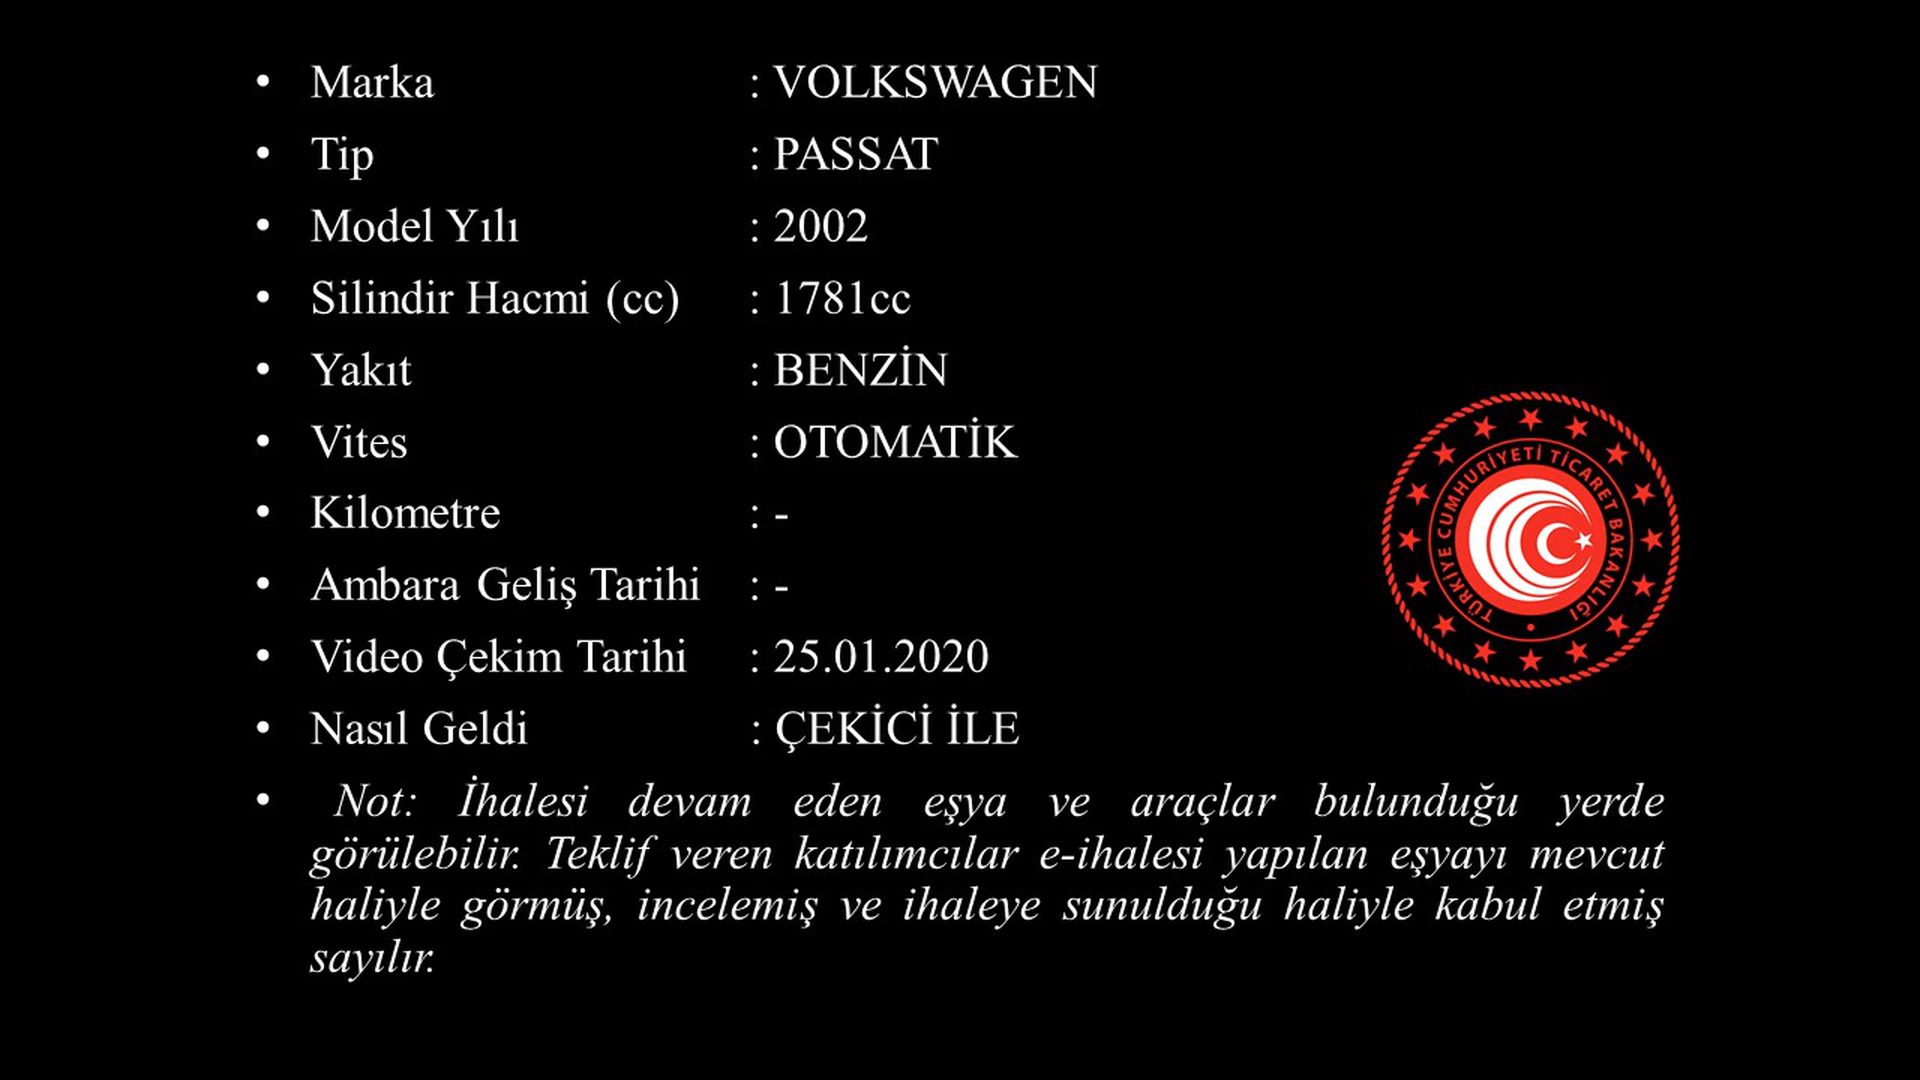 • Marka : VOLKSWAGEN
• Tip : PASSAT
• Model Yılı : 2002
• Silindir Hacmi (cc) : 1781cc
• Yakıt : BENZİN
• Vites : OTOMATİK
• Kilometre : -
• Ambara Geliş Tarihi : -
• Video Çekim Tarihi : 25.01.2020
• Nasıl Geldi : ÇEKİCİ İLE
• Not: İhalesi devam eden eşya ve araçlar bulunduğu yerde
görülebilir. Teklif veren katılımcılar e-ihalesi yapılan eşyayı mevcut
haliyle görmüş, incelemiş ve ihaleye sunulduğu haliyle kabul etmiş
sayılır.
TÜRKİYE CUMHURİYETİ TİCARET BAKANLIĞI